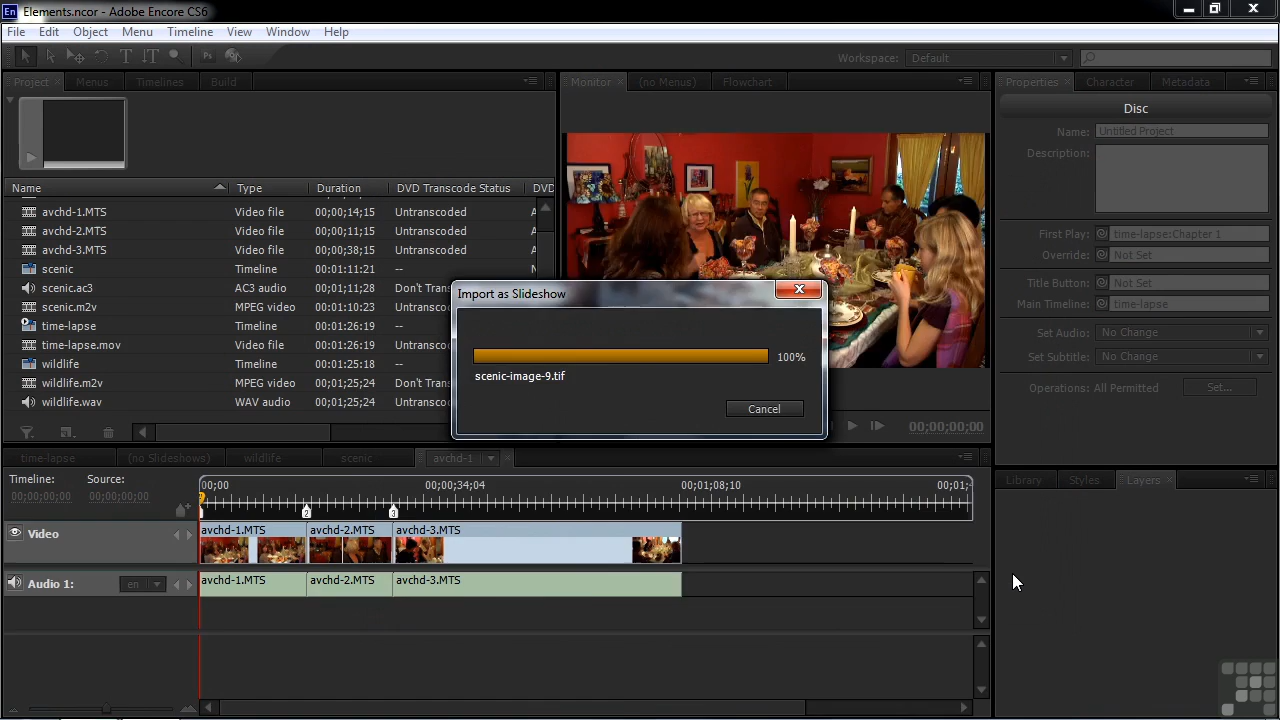 En Elements.ncor - Adobe Encore CS6
File Edit Object Menu Timeline View Window Help
T Ps Workspace: Default
Project Menus Timelines Build
Monitor (no Menus) Flowchart
Properties Character Metadata
Disc
Name: Untitled Project
Description:
Name Type Duration DVD Transcode Status DVD
avchd-1.MTS Video file 00;00;14;15 Untranscoded A
avchd-2.MTS Video file 00;00;11;15 Untranscoded A
avchd-3.MTS Video file 00;00;38;15 Untranscoded A
scenic Timeline 00:01:11:21 --
scenic.ac3 AC3 audio 00;01;11;28 Don't Transc
scenic.m2v MPEG video 00:01:10:23 Untranscoded
time-lapse Timeline 00:01:26:19 --
time-lapse.mov MPEG video 00:01:26:19 Untranscoded
wildlife Timeline 00:01:25:18 --
wildlife.m2v MPEG video 00;01;25;24 Don't Transc
wildlife.wav WAV audio 00;01;25;24 Untranscoded
First Play: time-lapse:Chapter 1
Override: Not Set
Title Button: Not Set
Main Timeline: time-lapse
Set Audio: No Change
Set Subtitle: No Change
Operations: All Permitted Set...
Import as Slideshow
100%
scenic-image-9.tif
Cancel
00;00;00;00
time-lapse (no Slideshows) wildlife scenic avchd-1
Timeline: Source:
00;00;00;00 00;00;00;00
00;00 00;00;34;04 00;01;08;10 00;01;
2 3
Video avchd-1.MTS avchd-2.MTS avchd-3.MTS
Audio 1: en avchd-1.MTS avchd-2.MTS avchd-3.MTS
Library Styles Layers